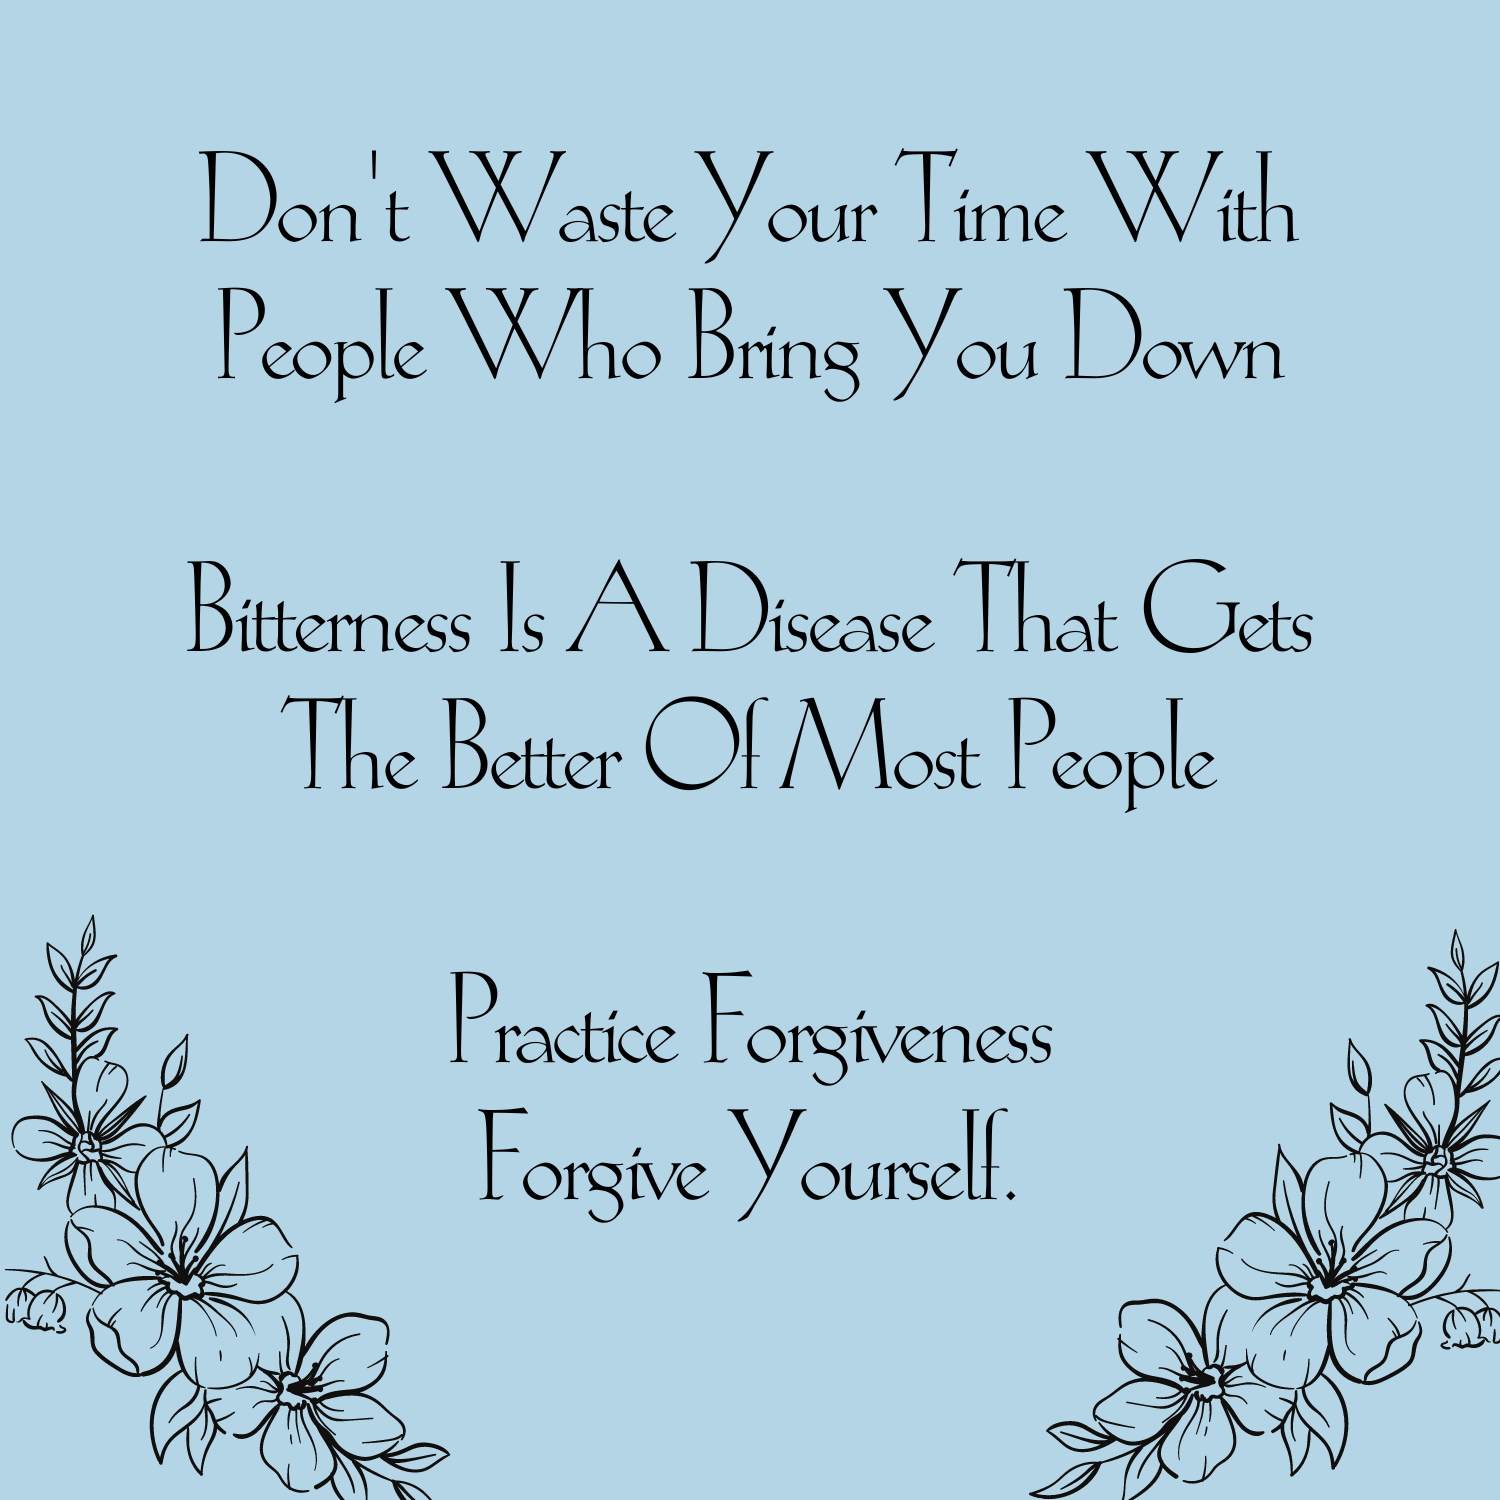 Don't Waste Your Time With
People Who Bring You Down
Bitterness Is A Disease That Gets
The Better Of Most People
Practice Forgiveness
Forgive Yourself.